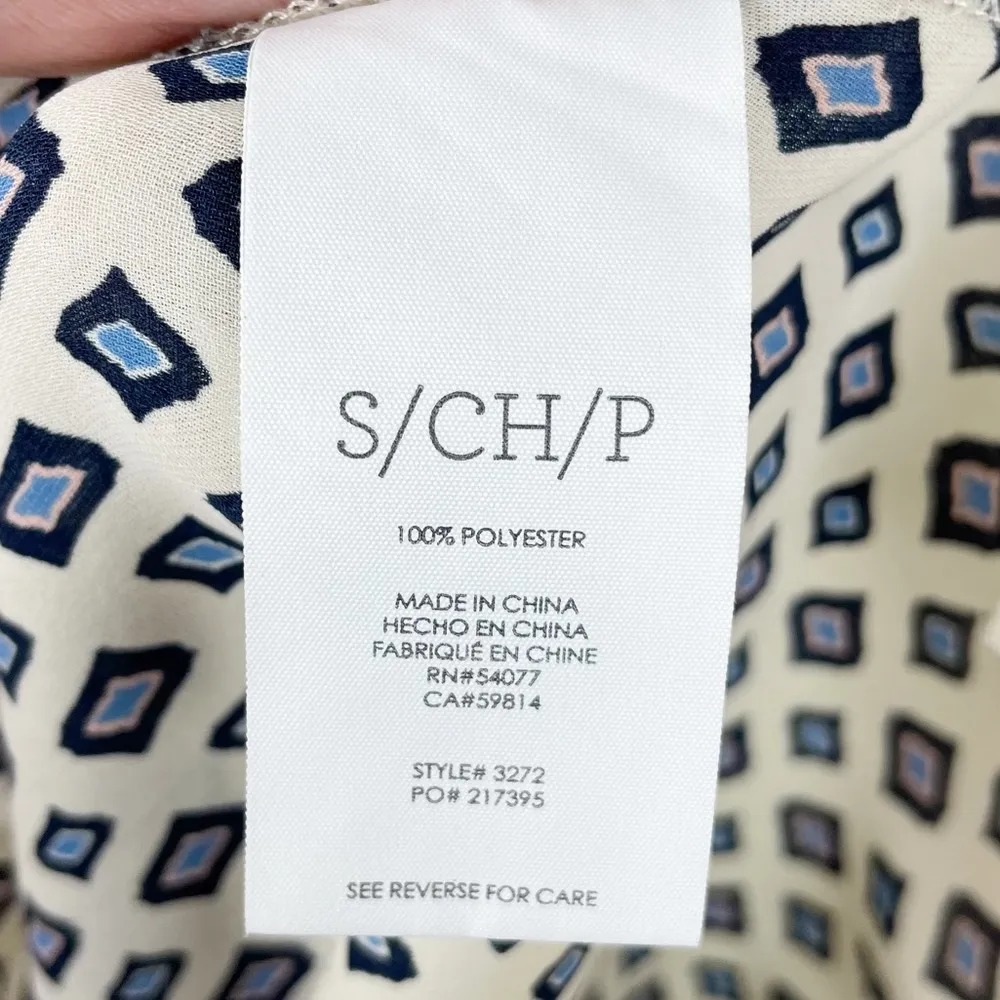 S/CH/P
100% POLYESTER
MADE IN CHINA
HECHO EN CHINA
FABRIQUÉ EN CHINE
RN#54077
CA#59814
STYLE# 3272
PO# 217395
SEE REVERSE FOR CARE